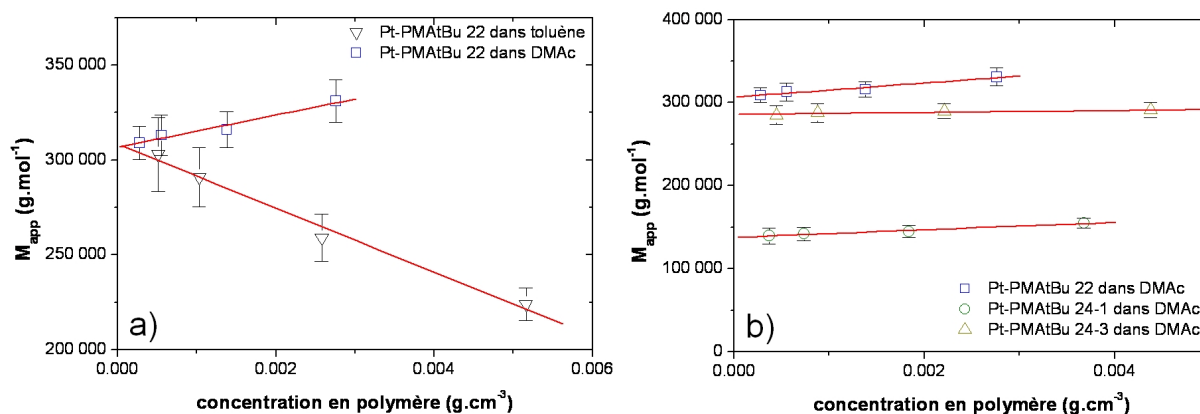 Pt-PMAtBu 22 dans toluène
Pt-PMAtBu 22 dans DMAc
350 000
300 000
250 000
200 000
M_app (g.mol⁻¹)
a)
0.000 0.002 0.004 0.006
concentration en polymère (g.cm⁻³)
400 000
300 000
200 000
100 000
0
M_app (g.mol⁻¹)
Pt-PMAtBu 22 dans DMAc
Pt-PMAtBu 24-1 dans DMAc
Pt-PMAtBu 24-3 dans DMAc
b)
0.000 0.002 0.004
concentration en polymère (g.cm⁻³)